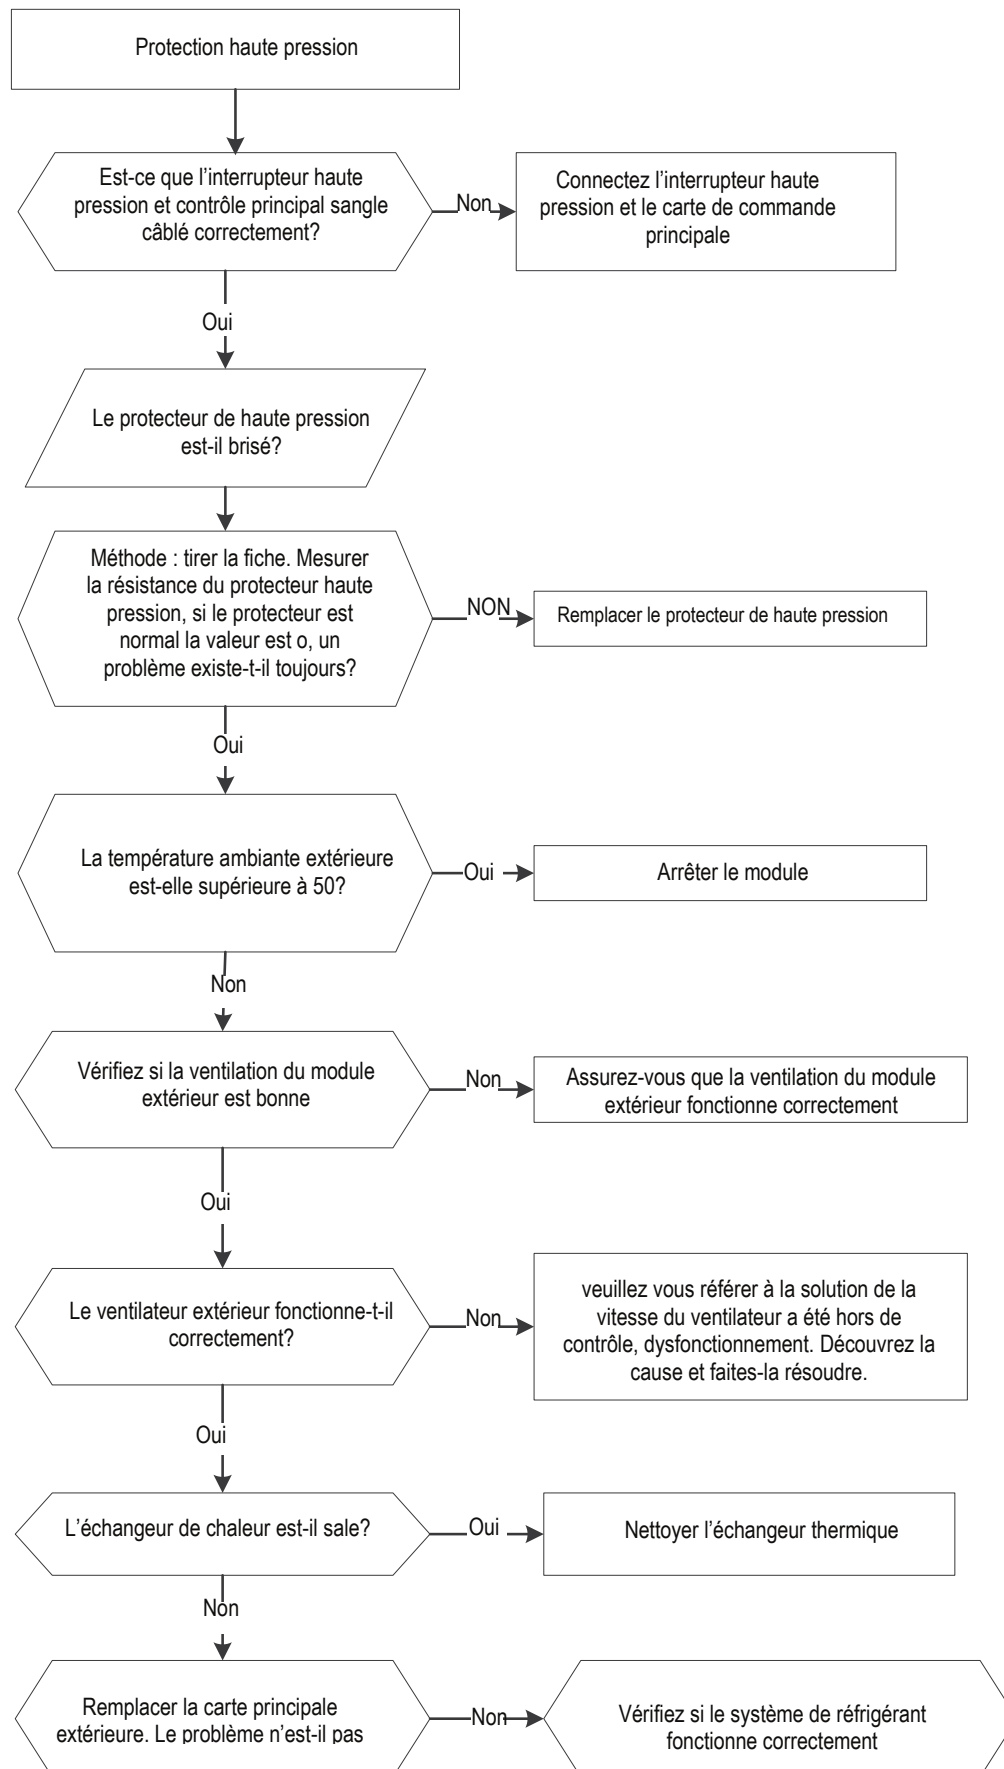 Protection haute pression
Est-ce que l'interrupteur haute
pression et contrôle principal sangle
câblé correctement?
Non
Connectez l'interrupteur haute
pression et le carte de commande
principale
Oui
Le protecteur de haute pression
est-il brisé?
Méthode : tirer la fiche. Mesurer
la résistance du protecteur haute
pression, si le protecteur est
normal la valeur est o, un
problème existe-t-il toujours?
NON
Remplacer le protecteur de haute pression
Oui
La température ambiante extérieure
est-elle supérieure à 50?
Oui
Arrêter le module
Non
Vérifiez si la ventilation du module
extérieur est bonne
Non
Assurez-vous que la ventilation du module
extérieur fonctionne correctement
Oui
Le ventilateur extérieur fonctionne-t-il
correctement?
Non
veuillez vous référer à la solution de la
vitesse du ventilateur a été hors de
contrôle, dysfonctionnement. Découvrez la
cause et faites-la résoudre.
Oui
L'échangeur de chaleur est-il sale?
Oui
Nettoyer l'échangeur thermique
Non
Remplacer la carte principale
extérieure. Le problème n'est-il pas
Non
Vérifiez si le système de réfrigérant
fonctionne correctement